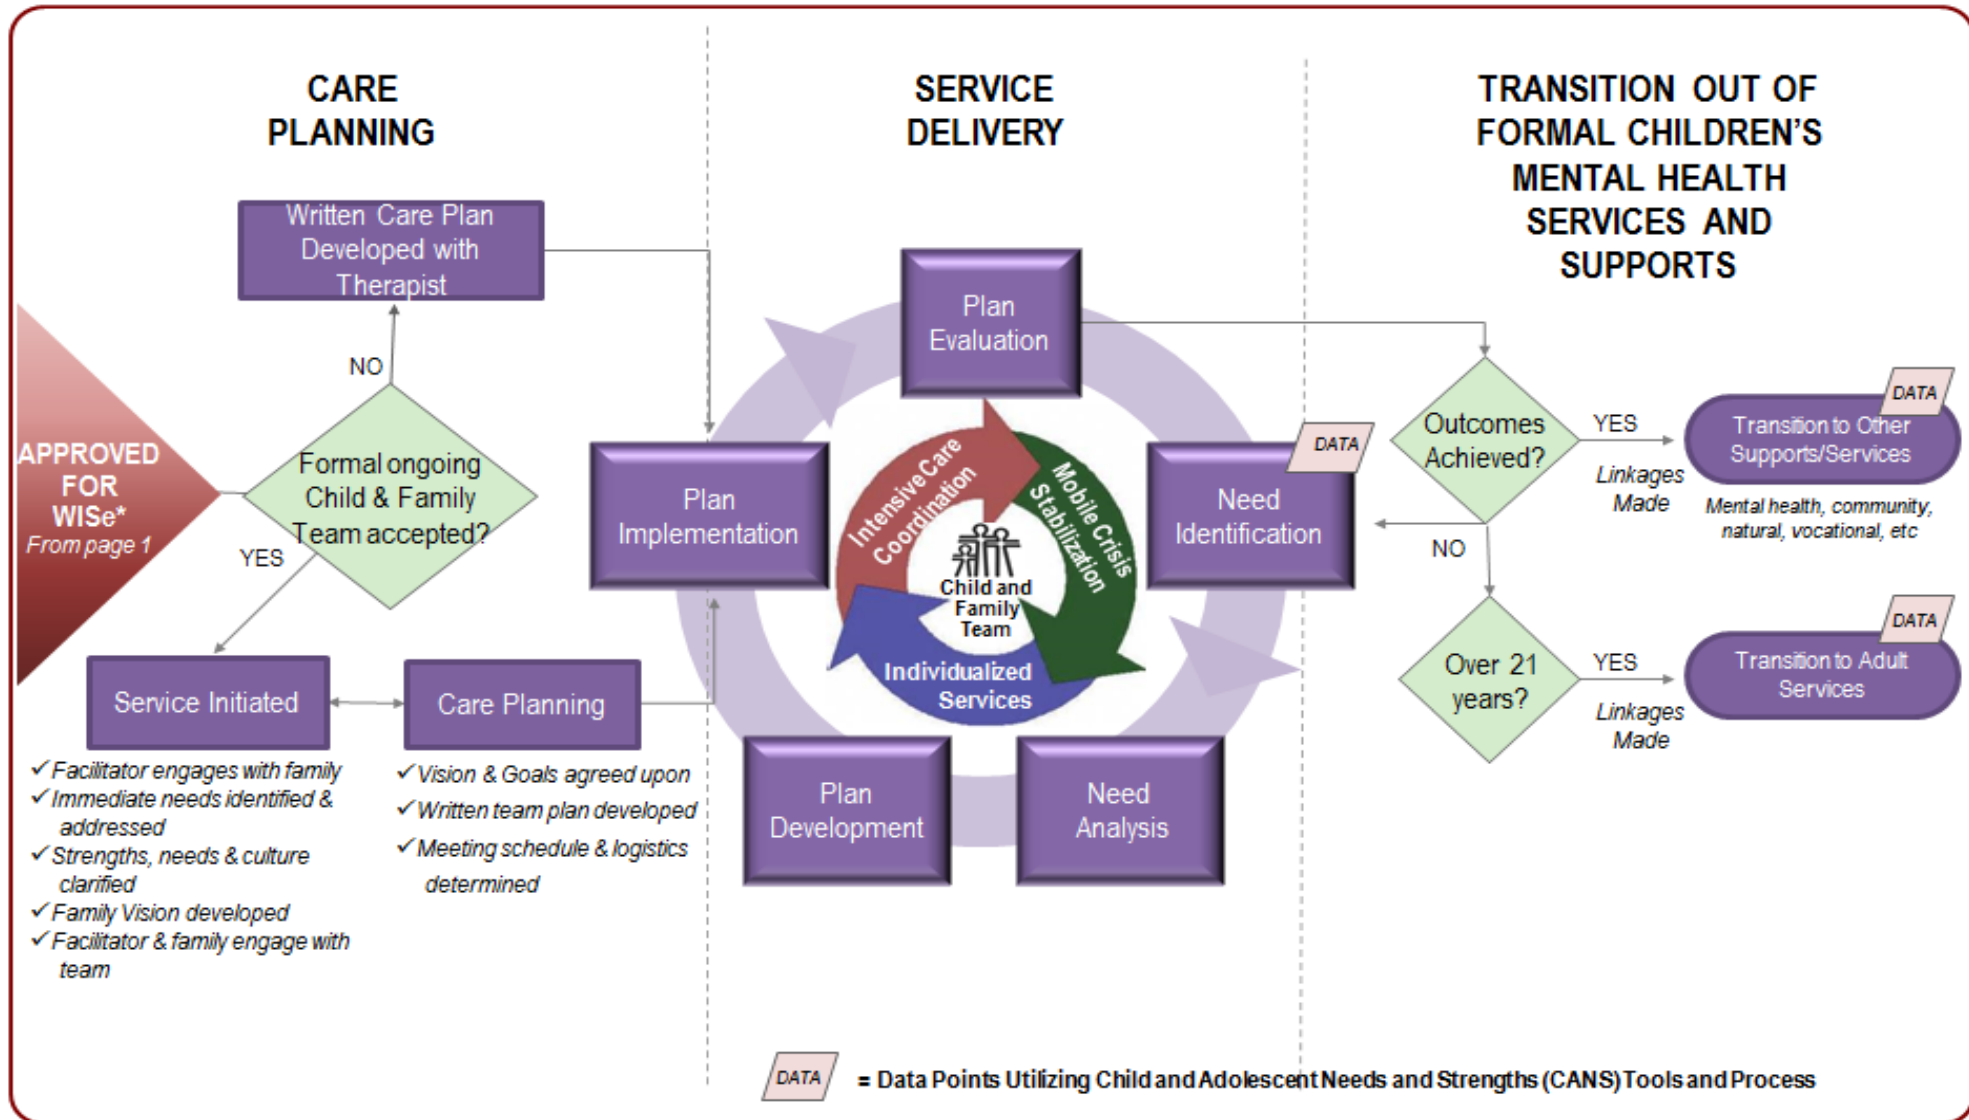 CARE
PLANNING
Written Care Plan
Developed with
Therapist
NO
APPROVED
FOR
WISe*
From page 1
Formal ongoing
Child & Family
Team accepted?
YES
Service Initiated
✓Facilitator engages with family
✓Immediate needs identified &
addressed
✓Strengths, needs & culture
clarified
✓Family Vision developed
✓Facilitator & family engage with
team
Care Planning
✓Vision & Goals agreed upon
✓Written team plan developed
✓Meeting schedule & logistics
determined
SERVICE
DELIVERY
Plan
Evaluation
Plan
Implementation
DATA
Need
Identification
Intensive Care
Coordination
Mobile Crisis
Stabilization
Child and
Family
Team
Individualized
Services
Plan
Development
Need
Analysis
TRANSITION OUT OF
FORMAL CHILDREN'S
MENTAL HEALTH
SERVICES AND
SUPPORTS
Outcomes
Achieved?
YES
Linkages
Made
DATA
Transition to Other
Supports/Services
Mental health, community,
natural, vocational, etc
NO
Over 21
years?
YES
Linkages
Made
DATA
Transition to Adult
Services
DATA
= Data Points Utilizing Child and Adolescent Needs and Strengths (CANS) Tools and Process